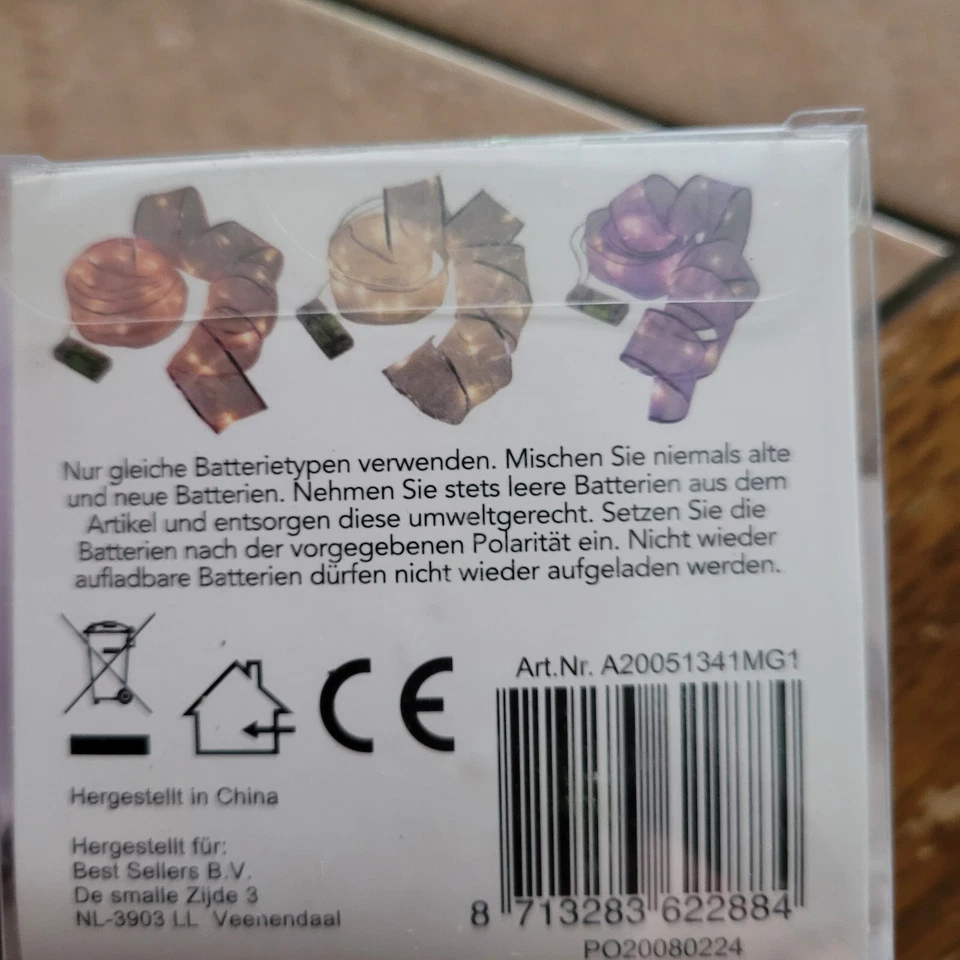 Nur gleiche Batterietypen verwenden. Mischen Sie niemals alte
und neue Batterien. Nehmen Sie stets leere Batterien aus dem
Artikel und entsorgen diese umweltgerecht. Setzen Sie die
Batterien nach der vorgegebenen Polarität ein. Nicht wieder
aufladbare Batterien dürfen nicht wieder aufgeladen werden.
CE
Art.Nr. A20051341MG1
Hergestellt in China
Hergestellt für:
Best Sellers B.V.
De smalle Zijde 3
NL-3903 LL Veenendaal
8 713283 622884
PO20080224